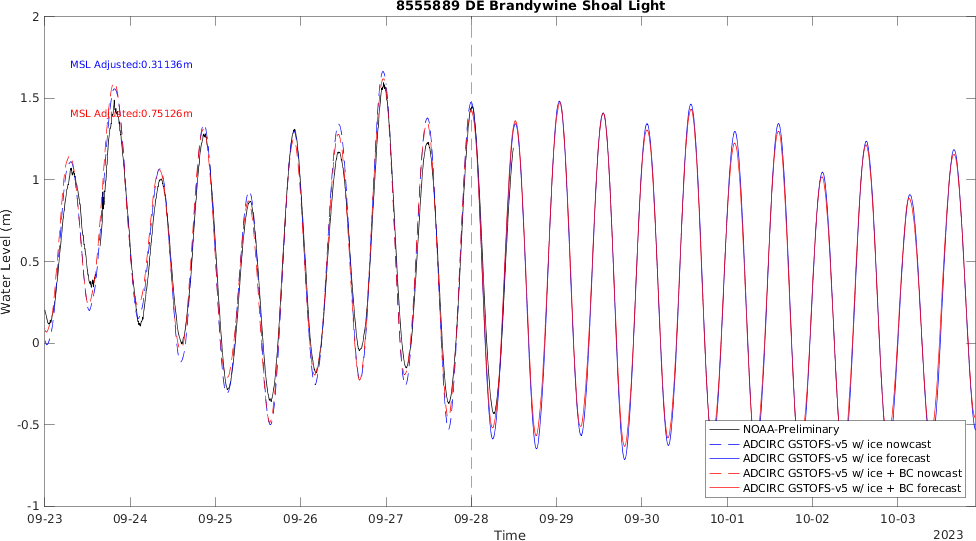 8555889 DE Brandywine Shoal Light
2
1.5
1
0.5
0
-0.5
-1
Water Level (m)
MSL Adjusted:0.31136m
MSL Adjusted:0.75126m
NOAA-Preliminary
ADCIRC GSTOFS-v5 w/ ice nowcast
ADCIRC GSTOFS-v5 w/ ice forecast
ADCIRC GSTOFS-v5 w/ ice + BC nowcast
ADCIRC GSTOFS-v5 w/ ice + BC forecast
09-23 09-24 09-25 09-26 09-27 09-28 09-29 09-30 10-01 10-02 10-03
Time
2023